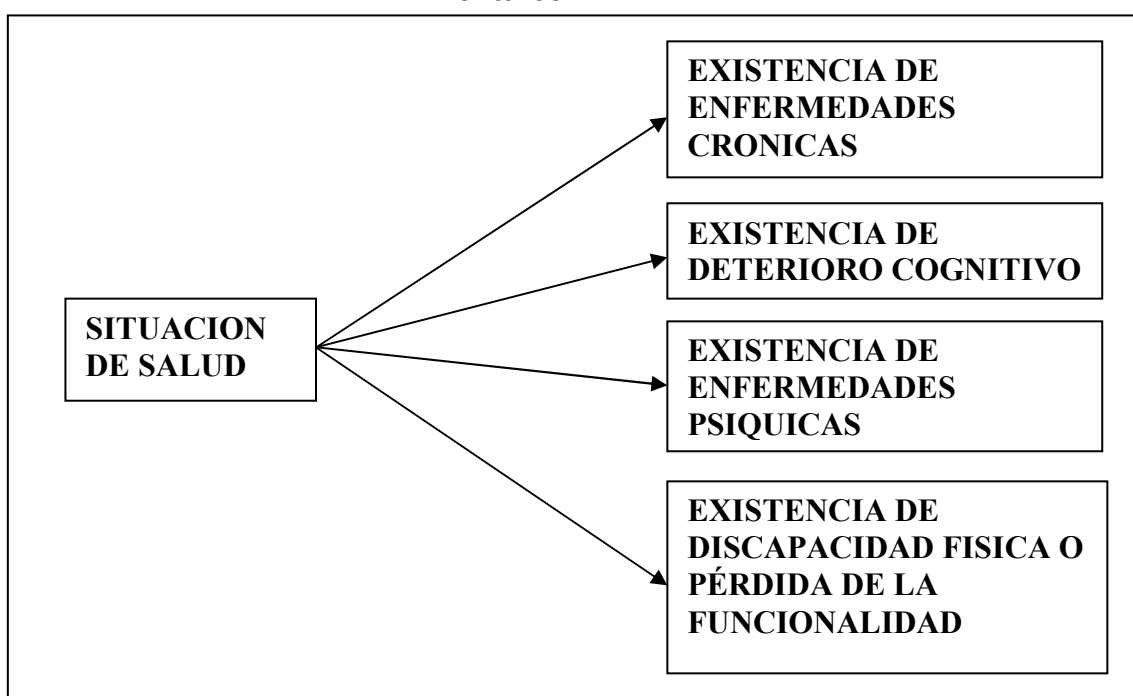 SITUACION
DE SALUD
EXISTENCIA DE
ENFERMEDADES
CRONICAS
EXISTENCIA DE
DETERIORO COGNITIVO
EXISTENCIA DE
ENFERMEDADES
PSIQUICAS
EXISTENCIA DE
DISCAPACIDAD FISICA O
PÉRDIDA DE LA
FUNCIONALIDAD